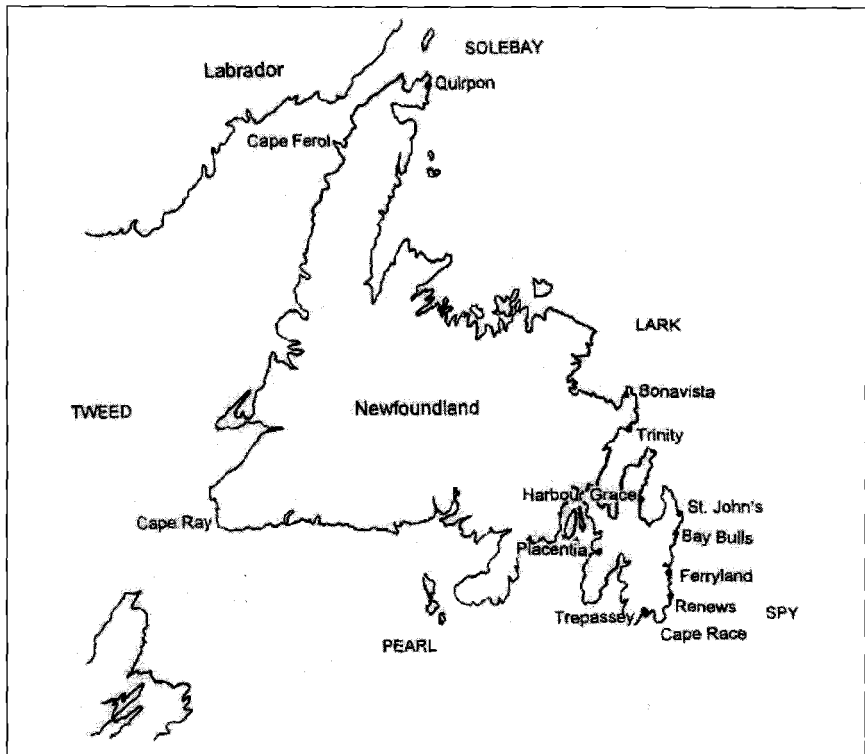 SOLEBAY
Labrador
Quirpon
Cape Ferol
LARK
Bonavista
TWEED
Newfoundland
Trinity
Harbour Grace
St. John's
Cape Ray
Bay Bulls
Placentia
Ferryland
Renews
SPY
Trepassey
Cape Race
PEARL